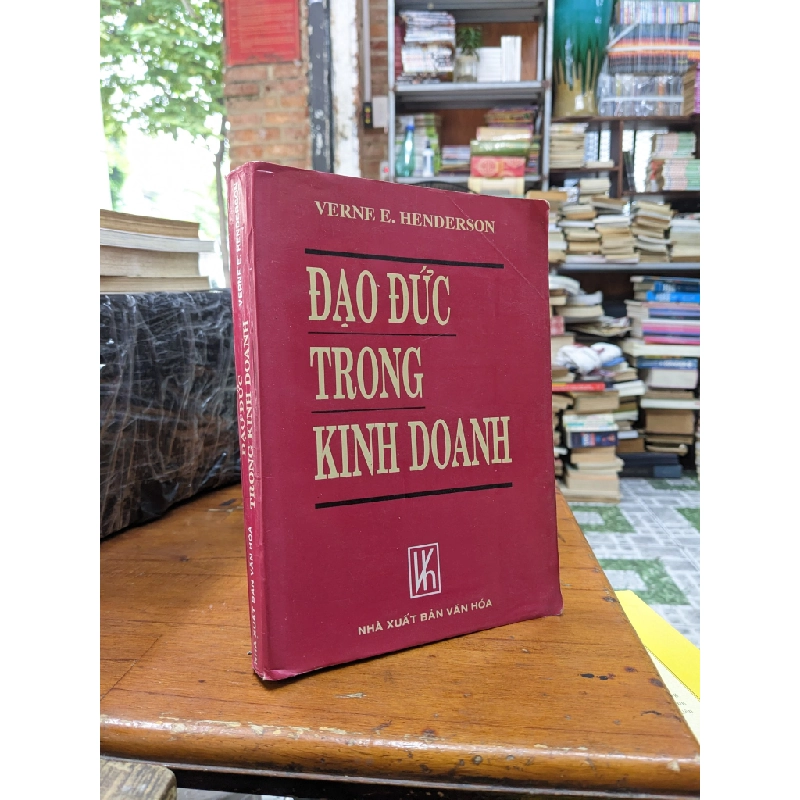 VERNE E. HENDERSON
ĐẠO ĐỨC
TRONG
KINH DOANH
NHÀ XUẤT BẢN VĂN HÓA
VERNE E. HENDERSON
ĐẠO ĐỨC
TRONG KINH DOANH
NHÀ XUẤT BẢN VĂN HÓA